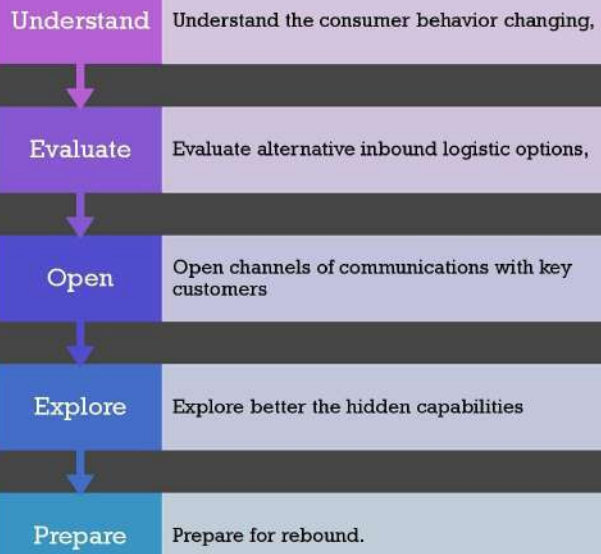 Understand
Understand the consumer behavior changing,
Evaluate
Evaluate alternative inbound logistic options,
Open
Open channels of communications with key
customers
Explore
Explore better the hidden capabilities
Prepare
Prepare for rebound.